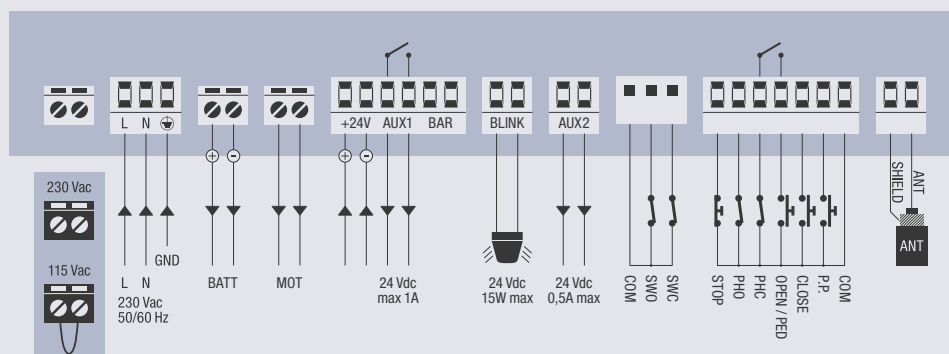 L N
+24V AUX1 BAR
BLINK
AUX2
230 Vac
115 Vac
GND
L N
230 Vac
50/60 Hz
BATT
MOT
24 Vdc
max 1A
24 Vdc
15W max
24 Vdc
0,5A max
COM
SWO
SWC
STOP
PHO
PHC
OPEN / PED
CLOSE
P.P.
COM
SHIELD
ANT
ANT